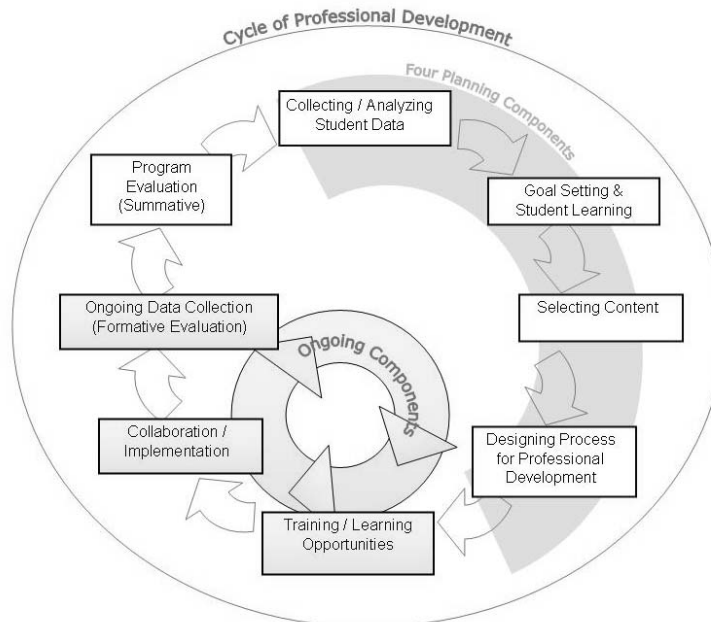 Cycle of Professional Development
Four Planning Components
Collecting / Analyzing
Student Data
Goal Setting &
Student Learning
Selecting Content
Designing Process
for Professional
Development
Training / Learning
Opportunities
Collaboration /
Implementation
Ongoing Data Collection
(Formative Evaluation)
Program
Evaluation
(Summative)
Ongoing Components